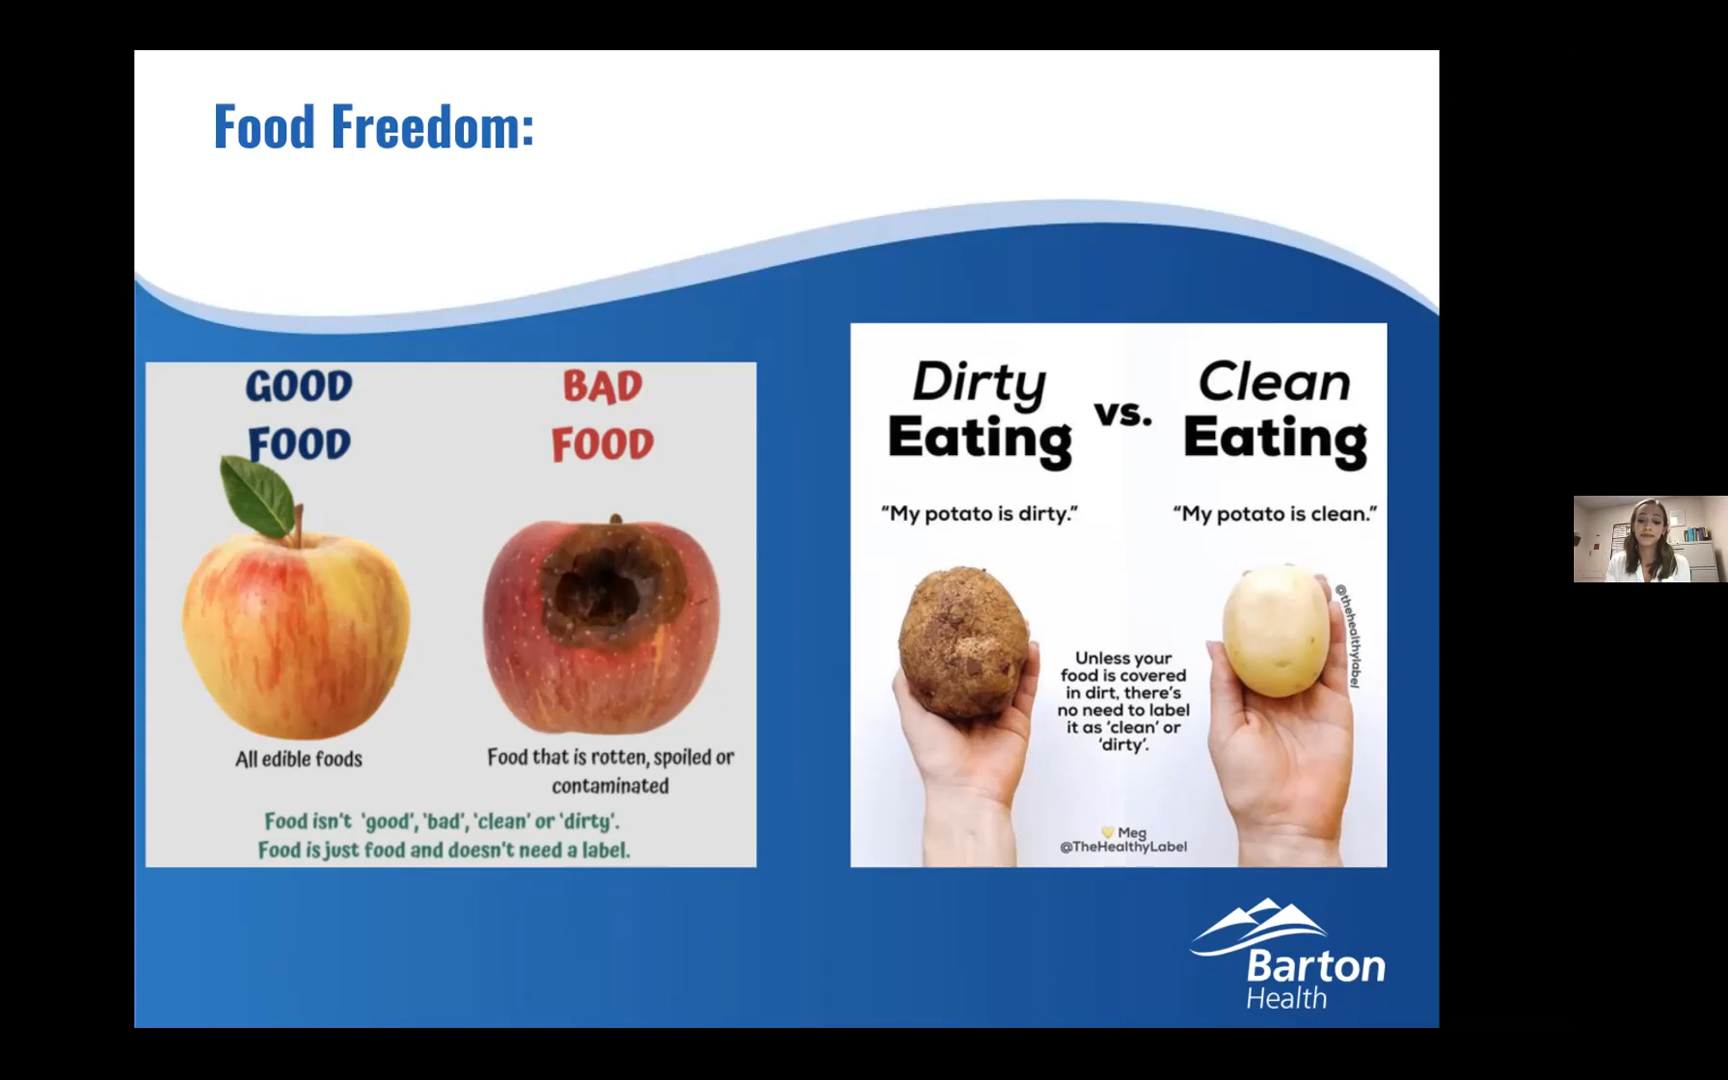 Food Freedom:
GOOD
FOOD
BAD
FOOD
All edible foods
Food that is rotten, spoiled or
contaminated
Food isn't 'good', 'bad', 'clean' or 'dirty'.
Food is just food and doesn't need a label.
Dirty
Eating
vs.
Clean
Eating
“My potato is dirty.”
“My potato is clean.”
Unless your
food is covered
in dirt, there’s
no need to label
it as ‘clean’ or
‘dirty’.
@thehealthylabel
Meg
@TheHealthyLabel
Barton
Health